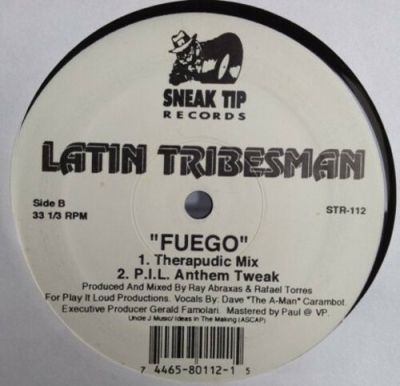 SNEAK TIP
RECORDS
LATIN TRIBESMAN
Side B
33 1/3 RPM
STR-112
"FUEGO"
1. Therapudic Mix
2. P.I.L. Anthem Tweak
Produced And Mixed By Ray Abraxas & Rafael Torres
For Play It Loud Productions. Vocals By: Dave "The A-Man" Carambot.
Executive Producer Gerald Famolari. Mastered by Paul @ VP.
Uncle J Music/ Ideas In The Making (ASCAP)
7 4465-80112-1 5